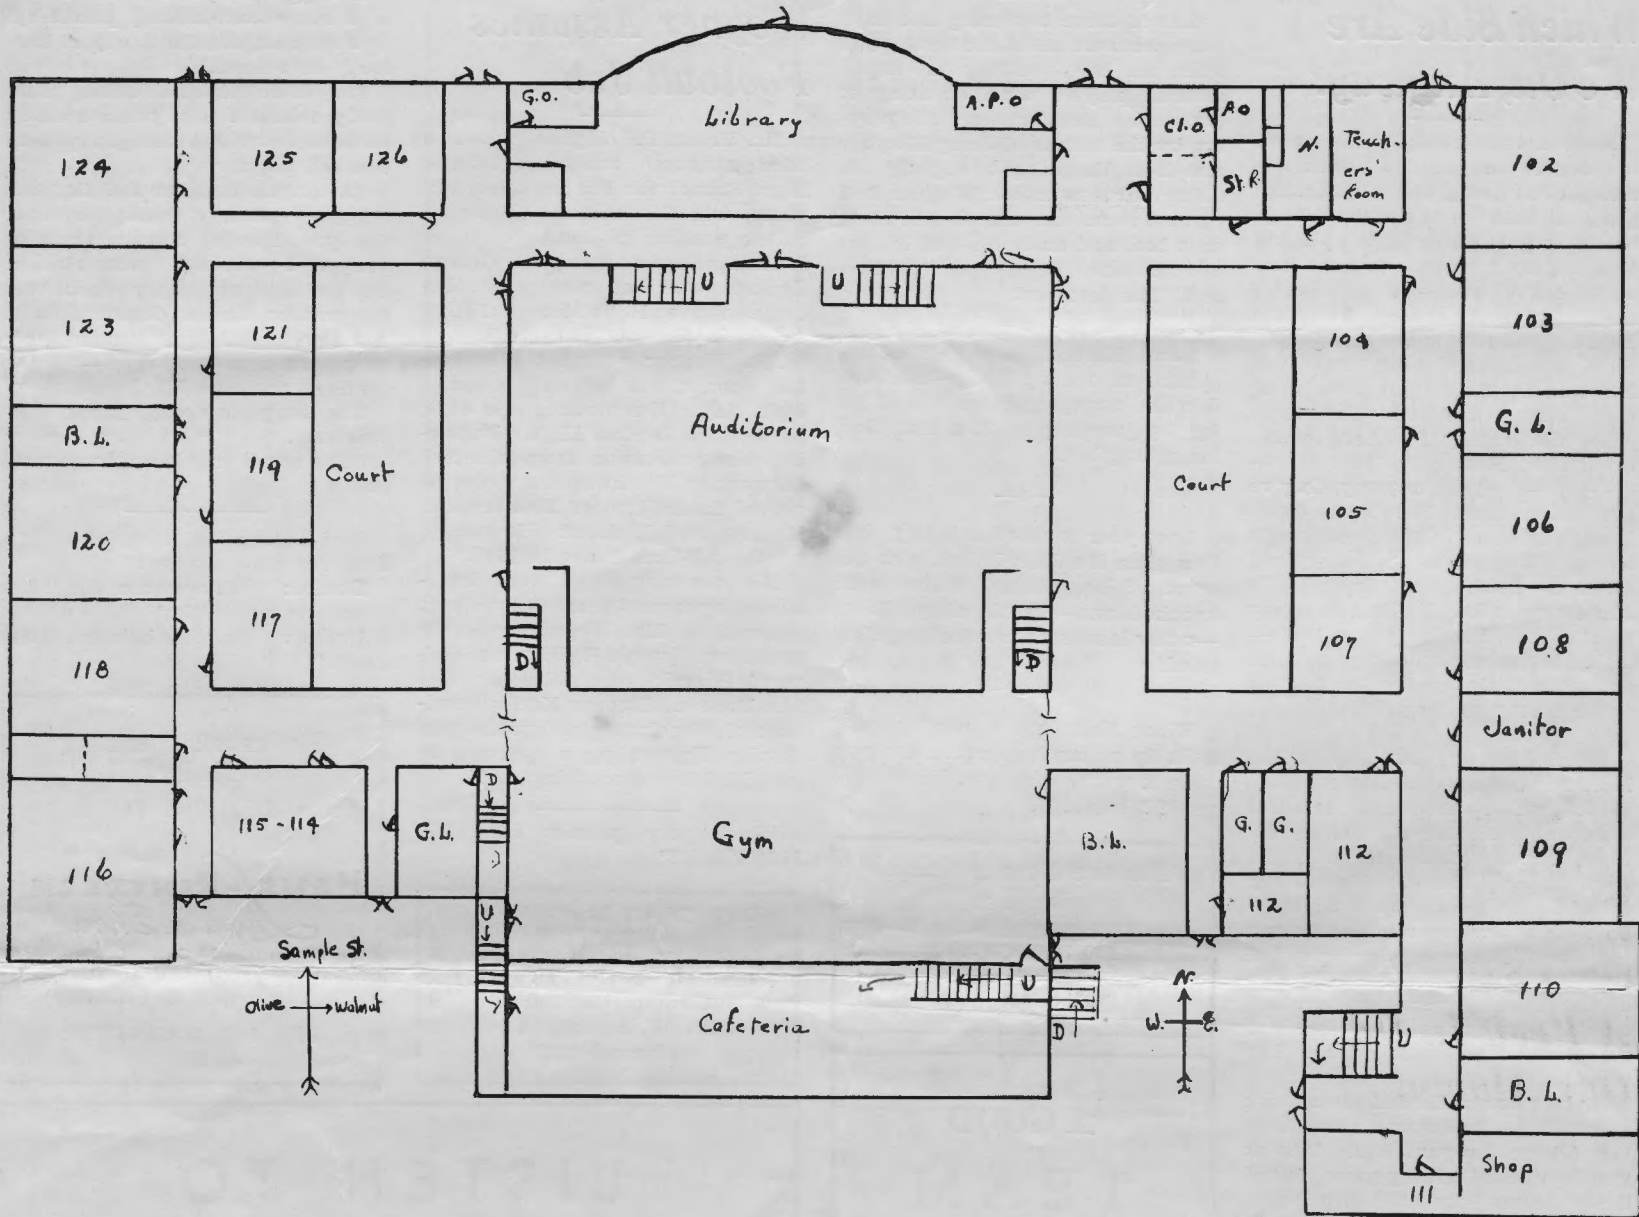 124
125
126
G.O.
Library
A.P.O
Cl.O.
P.O
St.R.
N.
Teach-
ers'
Room
102
123
121
U
U
104
103
B.L.
119
Court
Auditorium
Court
105
G.L.
120
106
117
D
D
107
108
118
Janitor
115-114
G.L.
D
Gym
B.L.
G.
G.
112
109
116
112
U
Sample St.
Olive
Walnut
Cafeteria
U
D
N.
W.
E.
110
U
B.L.
Shop
111